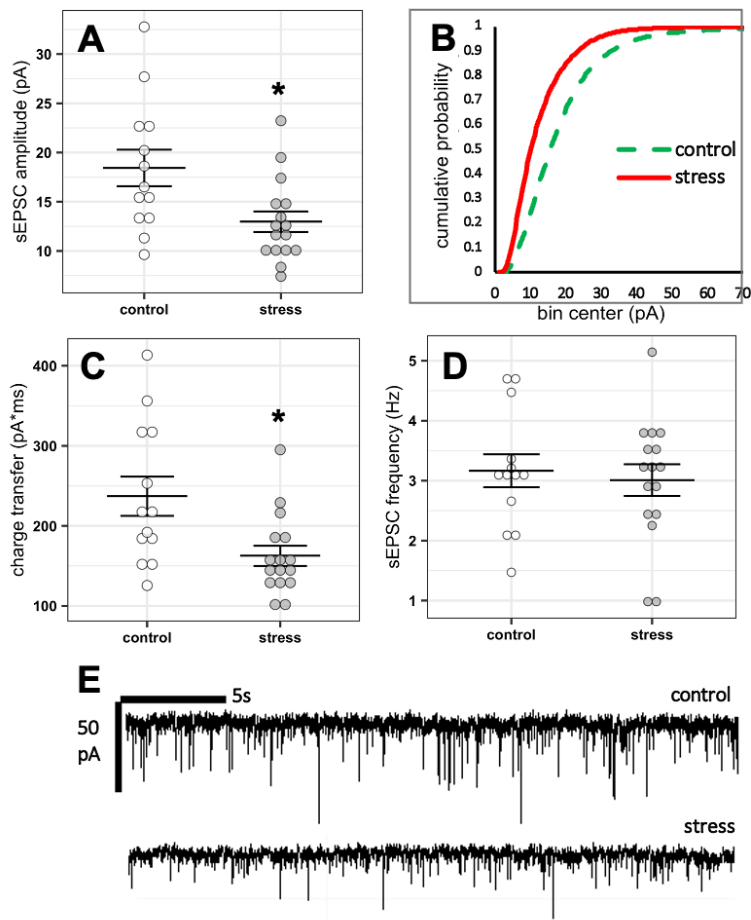 A
sEPSC amplitude (pA)
30
25
20
15
10
*
control
stress
B
cumulative probability
1
0.9
0.8
0.7
0.6
0.5
0.4
0.3
0.2
0.1
0
control
stress
0 10 20 30 40 50 60 70
bin center (pA)
C
charge transfer (pA*ms)
400
300
200
100
*
control
stress
D
sEPSC frequency (Hz)
5
4
3
2
1
control
stress
E
5s
control
50
pA
stress